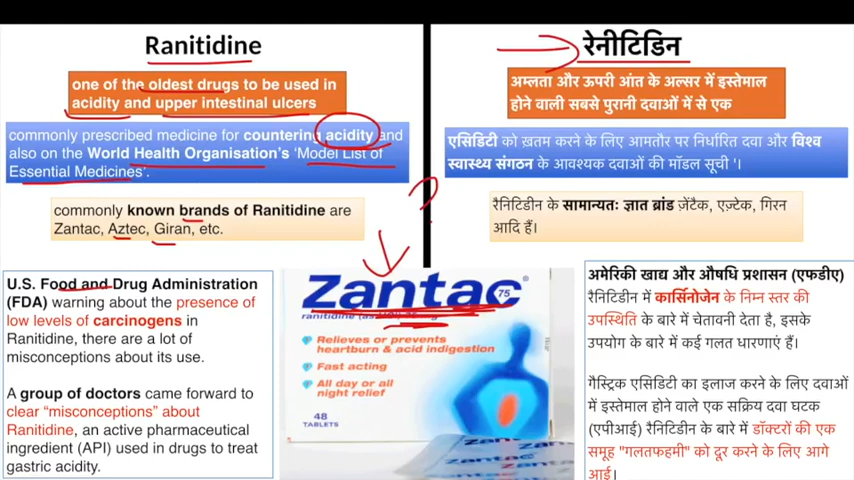 Ranitidine
one of the oldest drugs to be used in
acidity and upper intestinal ulcers
commonly prescribed medicine for countering acidity and
also on the World Health Organisation's 'Model List of
Essential Medicines'.
commonly known brands of Ranitidine are
Zantac, Aztec, Giran, etc.
U.S. Food and Drug Administration
(FDA) warning about the presence of
low levels of carcinogens in
Ranitidine, there are a lot of
misconceptions about its use.
A group of doctors came forward to
clear “misconceptions” about
Ranitidine, an active pharmaceutical
ingredient (API) used in drugs to treat
gastric acidity.
Zantac 75
ranitidine
Relieves or prevents
heartburn & acid indigestion
Fast acting
All day or all
night relief
48
TABLETS
Zantac
रेनीटिडिन
अम्लता और ऊपरी आंत के अल्सर में इस्तेमाल
होने वाली सबसे पुरानी दवाओं में से एक
एसिडिटी को ख़तम करने के लिए आमतौर पर निर्धारित दवा और विश्व
स्वास्थ्य संगठन के आवश्यक दवाओं की मॉडल सूची '।
रैनिटिडिन के सामान्यतः ज्ञात ब्रांड ज़ेंटैक, एज़्टेक, गिरन
आदि हैं।
अमेरिकी खाद्य और औषधि प्रशासन (एफडीए)
रैनिटिडिन में कार्सिनोजेन के निम्न स्तर की
उपस्थिति के बारे में चेतावनी देता है, इसके
उपयोग के बारे में कई गलत धारणाएं हैं।
गैस्ट्रिक एसिडिटी का इलाज करने के लिए दवाओं
में इस्तेमाल होने वाले एक सक्रिय दवा घटक
(एपीआई) रैनिटिडिन के बारे में डॉक्टरों की एक
समूह "गलतफहमी" को दूर करने के लिए आगे
आई।